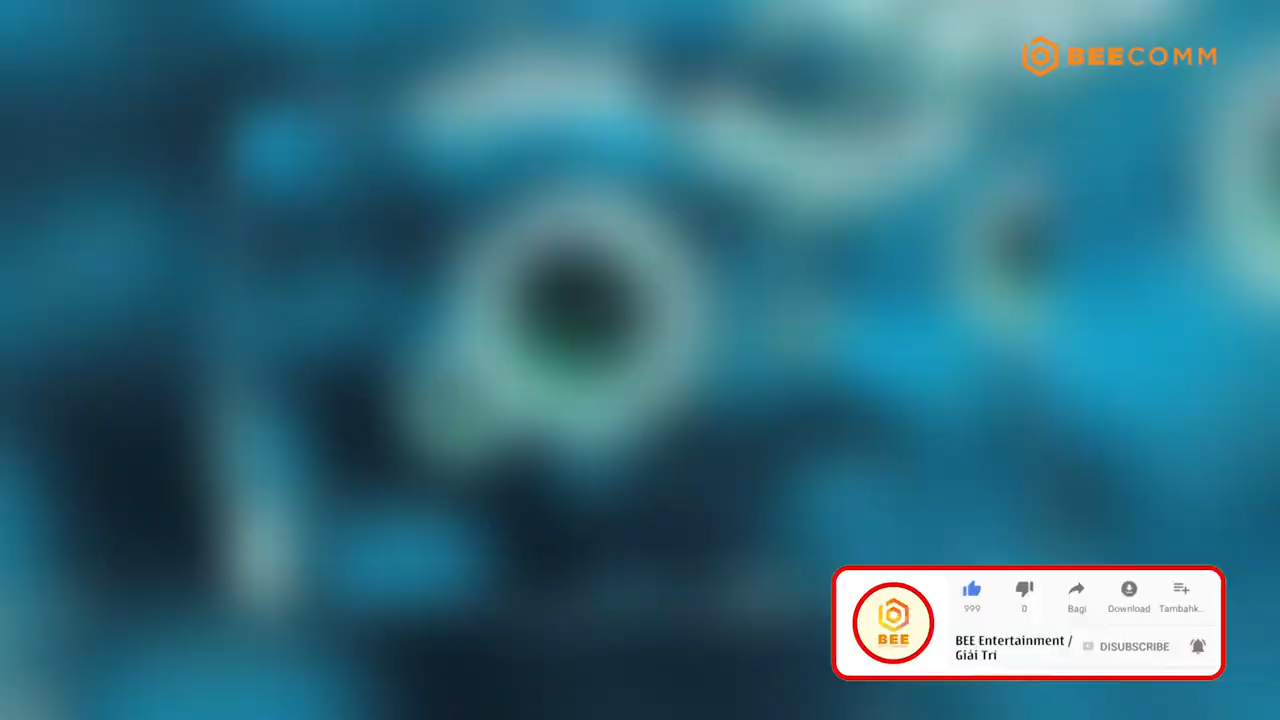 BEECOMM
999
0
Bagi
Download
Tambahk..
BEE
BEE Entertainment /
Giải Trí
DISUBSCRIBE